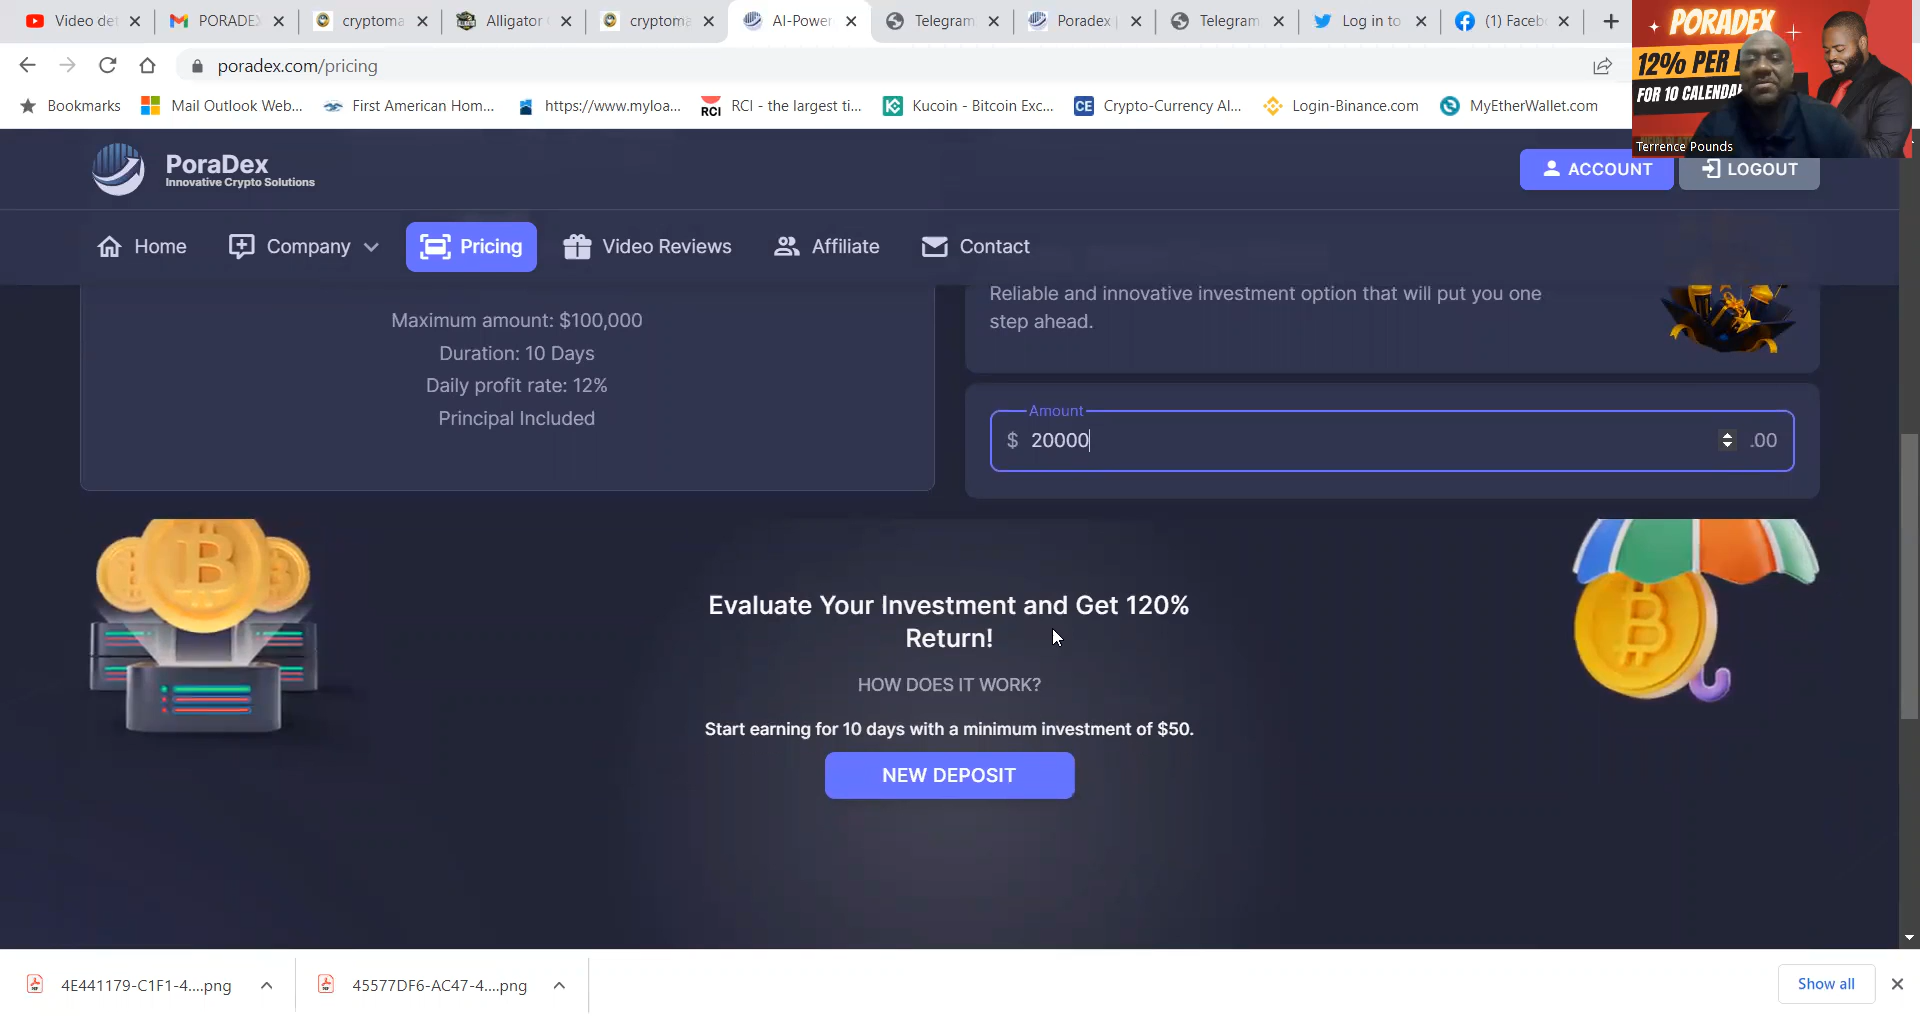 Video det
PORADEX
cryptoma
Alligator
cryptoma
AI-Power
Telegram
Poradex
Telegram
Log in to
(1) Faceb
poradex.com/pricing
Bookmarks
Mail Outlook Web...
First American Hom...
https://www.myloa...
RCI
RCI - the largest ti...
Kucoin - Bitcoin Exc...
CE
Crypto-Currency Al...
Login-Binance.com
MyEtherWallet.com
PORADEX
12% PER
FOR 10 CALENDA
Terrence Pounds
PoraDex
Innovative Crypto Solutions
ACCOUNT
LOGOUT
Home
Company
Pricing
Video Reviews
Affiliate
Contact
Maximum amount: $100,000
Duration: 10 Days
Daily profit rate: 12%
Principal Included
Reliable and innovative investment option that will put you one
step ahead.
Amount
$ 20000 .00
Evaluate Your Investment and Get 120%
Return!
HOW DOES IT WORK?
Start earning for 10 days with a minimum investment of $50.
NEW DEPOSIT
4E441179-C1F1-4....png
45577DF6-AC47-4....png
Show all